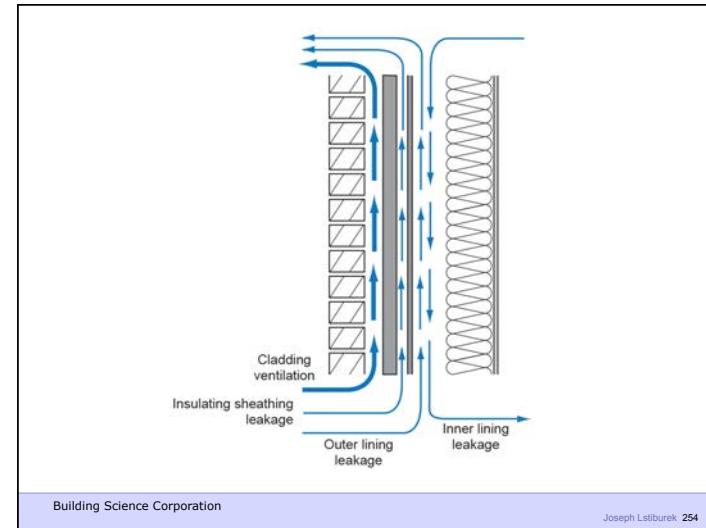 Cladding
ventilation
Insulating sheathing
leakage
Outer lining
leakage
Inner lining
leakage
Building Science Corporation
Joseph Lstiburek 254